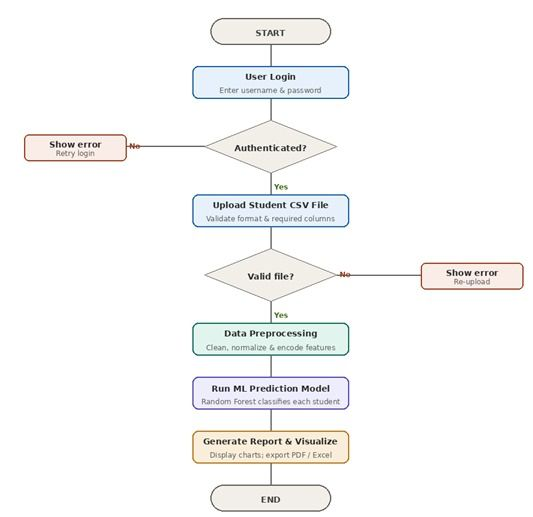 START
User Login
Enter username & password
Authenticated?
No
Show error
Retry login
Yes
Upload Student CSV File
Validate format & required columns
Valid file?
No
Show error
Re-upload
Yes
Data Preprocessing
Clean, normalize & encode features
Run ML Prediction Model
Random Forest classifies each student
Generate Report & Visualize
Display charts; export PDF / Excel
END